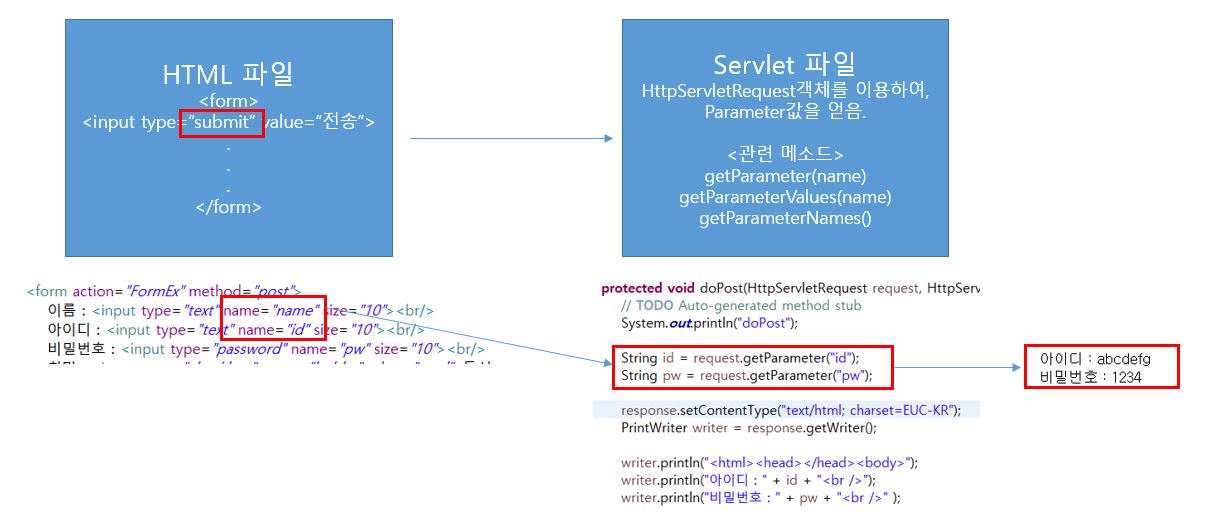 HTML 파일
<form>
<input type=“submit” value=“전송”>
.
.
.
</form>
Servlet 파일
HttpServletRequest객체를 이용하여,
Parameter값을 얻음.
<관련 메소드>
getParameter(name)
getParameterValues(name)
getParameterNames()
<form action="FormEx" method="post">
이름 : <input type="text" name="name" size="10"><br/>
아이디 : <input type="text" name="id" size="10"><br/>
비밀번호 : <input type="password" name="pw" size="10"><br/>
protected void doPost(HttpServletRequest request, HttpServ
// TODO Auto-generated method stub
System.out.println("doPost");
String id = request.getParameter("id");
String pw = request.getParameter("pw");
response.setContentType("text/html; charset=EUC-KR");
PrintWriter writer = response.getWriter();
writer.println("<html><head></head><body>");
writer.println("아이디 : " + id + "<br />");
writer.println("비밀번호 : " + pw + "<br />" );
아이디 : abcdefg
비밀번호 : 1234